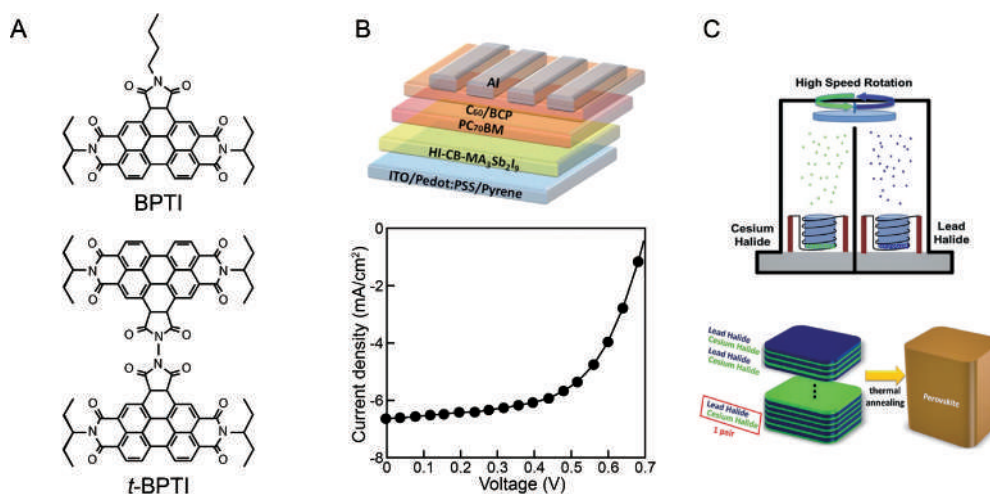 A
N
O
O
O
O
N
N
O
O
BPTI
O
O
N
N
O
O
O
O
N
N
O
O
O
O
N
N
O
O
t-BPTI
B
Al
C₆₀/BCP
PC₇₀BM
HI-CB-MA₃Sb₂I₉
ITO/Pedot:PSS/Pyrene
Current density (mA/cm²)
0
-2
-4
-6
-8
0 0.1 0.2 0.3 0.4 0.5 0.6 0.7
Voltage (V)
C
High Speed Rotation
Cesium
Halide
Lead
Halide
Lead Halide
Cesium Halide
Lead Halide
Cesium Halide
Lead Halide
Cesium Halide
1 pair
thermal
annealing
Perovskite